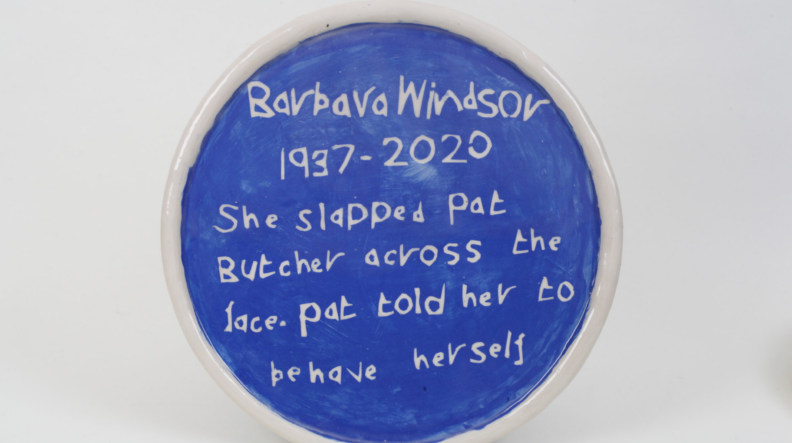 Barbara Windsor
1937-2020
She slapped pat
Butcher across the
face. pat told her to
behave herself